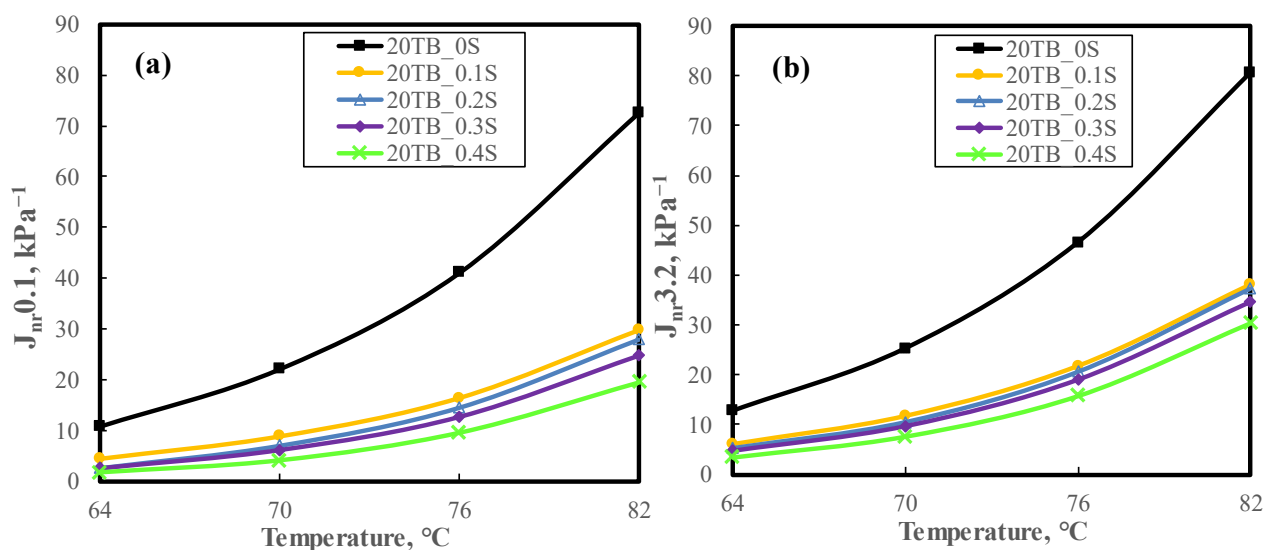 (a)
20TB_0S
20TB_0.1S
20TB_0.2S
20TB_0.3S
20TB_0.4S
90
80
70
60
50
40
30
20
10
0
Jnr0.1, kPa⁻¹
64 70 76 82
Temperature, °C
(b)
20TB_0S
20TB_0.1S
20TB_0.2S
20TB_0.3S
20TB_0.4S
90
80
70
60
50
40
30
20
10
0
Jnr3.2, kPa⁻¹
64 70 76 82
Temperature, °C